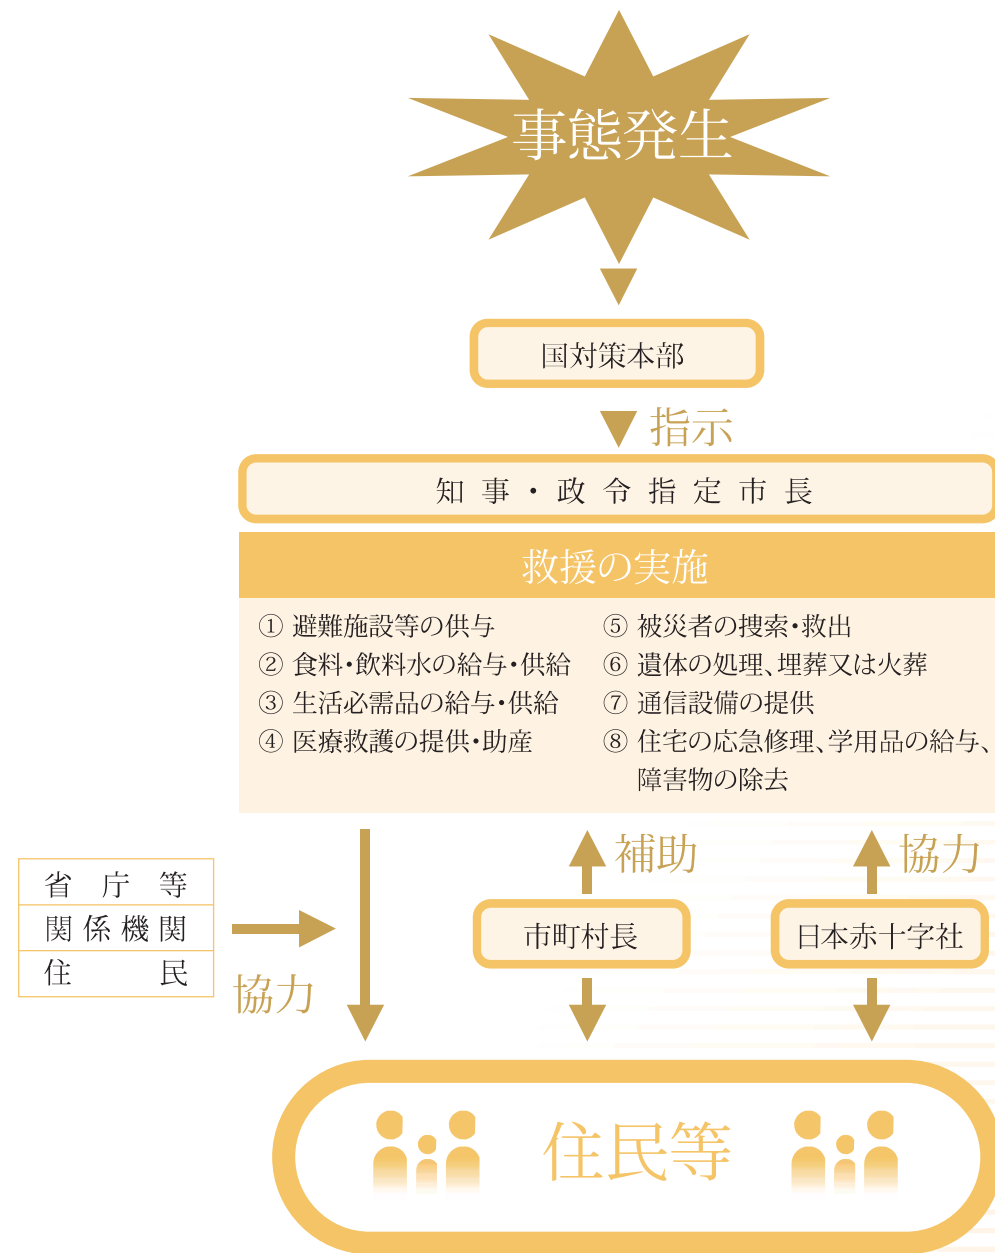 事態発生
国対策本部
指示
知事・政令指定市長
救援の実施
① 避難施設等の供与
② 食料・飲料水の給与・供給
③ 生活必需品の給与・供給
④ 医療救護の提供・助産
⑤ 被災者の捜索・救出
⑥ 遺体の処理、埋葬又は火葬
⑦ 通信設備の提供
⑧ 住宅の応急修理、学用品の給与、
障害物の除去
省庁等
関係機関
住民
協力
補助
市町村長
協力
日本赤十字社
住民等